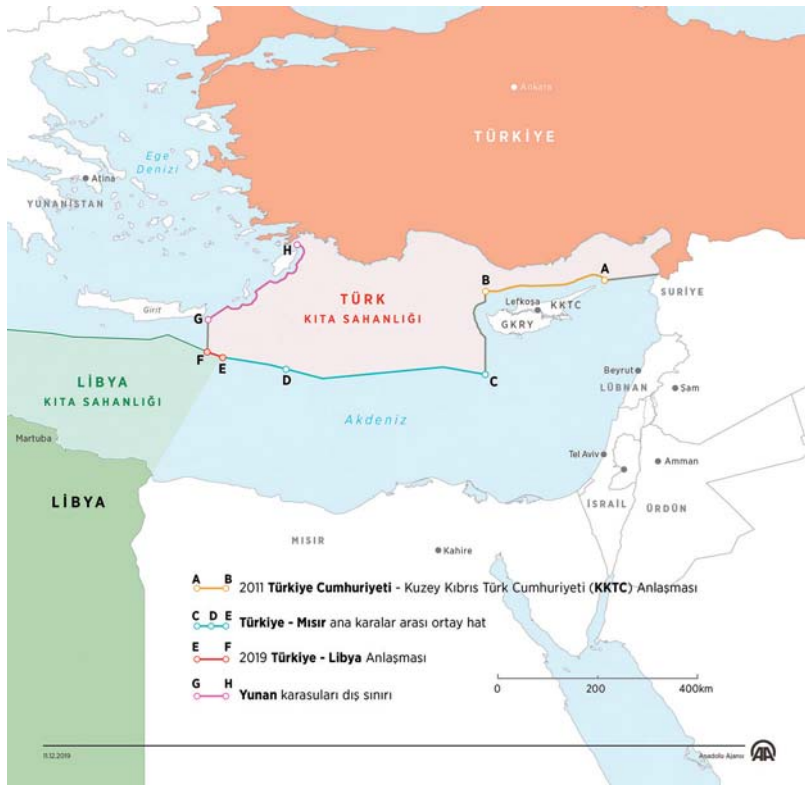 Ankara
TÜRKİYE
Ege
Denizi
Atina
YUNANİSTAN
H
A
B
TÜRK
KITA SAHANLIĞI
SURİYE
Lefkoşa
KKTC
GKRY
Girit
G
F
E
D
C
Beyrut
LÜBNAN
Şam
LİBYA
KITA SAHANLIĞI
Akdeniz
Martuba
Tel Aviv
Amman
LİBYA
İSRAİL
ÜRDÜN
MISIR
Kahire
A B
2011 Türkiye Cumhuriyeti - Kuzey Kıbrıs Türk Cumhuriyeti (KKTC) Anlaşması
C D E
Türkiye - Mısır ana karalar arası ortay hat
E F
2019 Türkiye - Libya Anlaşması
G H
Yunan karasuları dış sınırı
0 200 400km
11.12.2019
Anadolu Ajansı
AA